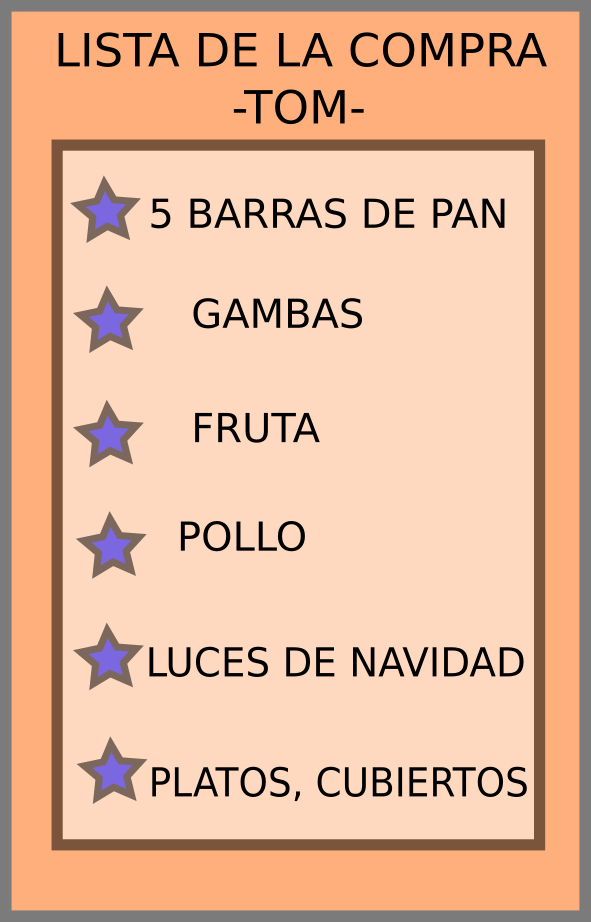 LISTA DE LA COMPRA
-TOM-
5 BARRAS DE PAN
GAMBAS
FRUTA
POLLO
LUCES DE NAVIDAD
PLATOS, CUBIERTOS